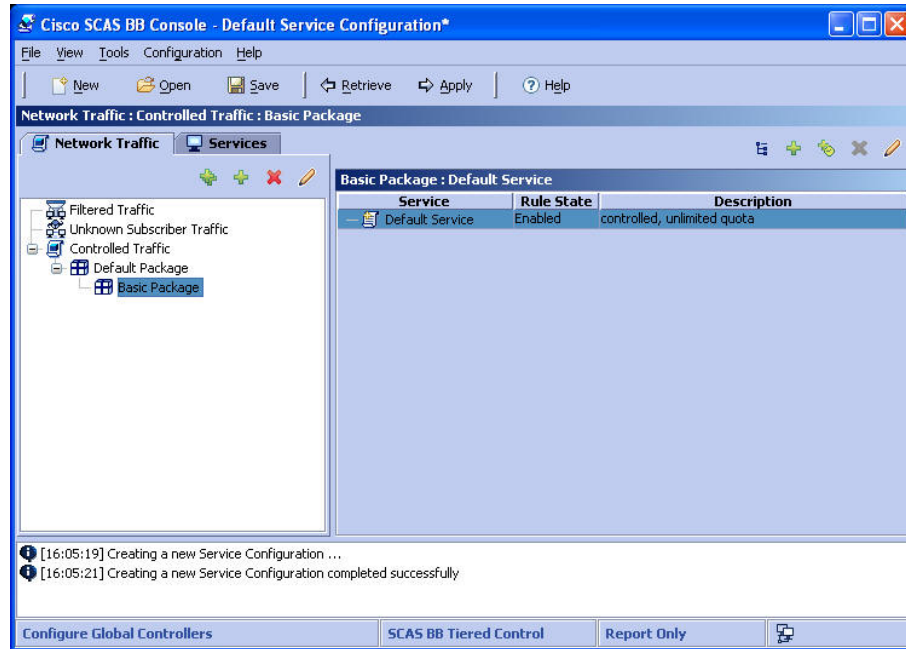 Cisco SCAS BB Console - Default Service Configuration*
File View Tools Configuration Help
New Open Save Retrieve Apply Help
Network Traffic : Controlled Traffic : Basic Package
Network Traffic Services
Basic Package : Default Service
Service Rule State Description
Default Service Enabled controlled, unlimited quota
Filtered Traffic
Unknown Subscriber Traffic
Controlled Traffic
Default Package
Basic Package
[16:05:19] Creating a new Service Configuration ...
[16:05:21] Creating a new Service Configuration completed successfully
Configure Global Controllers SCAS BB Tiered Control Report Only